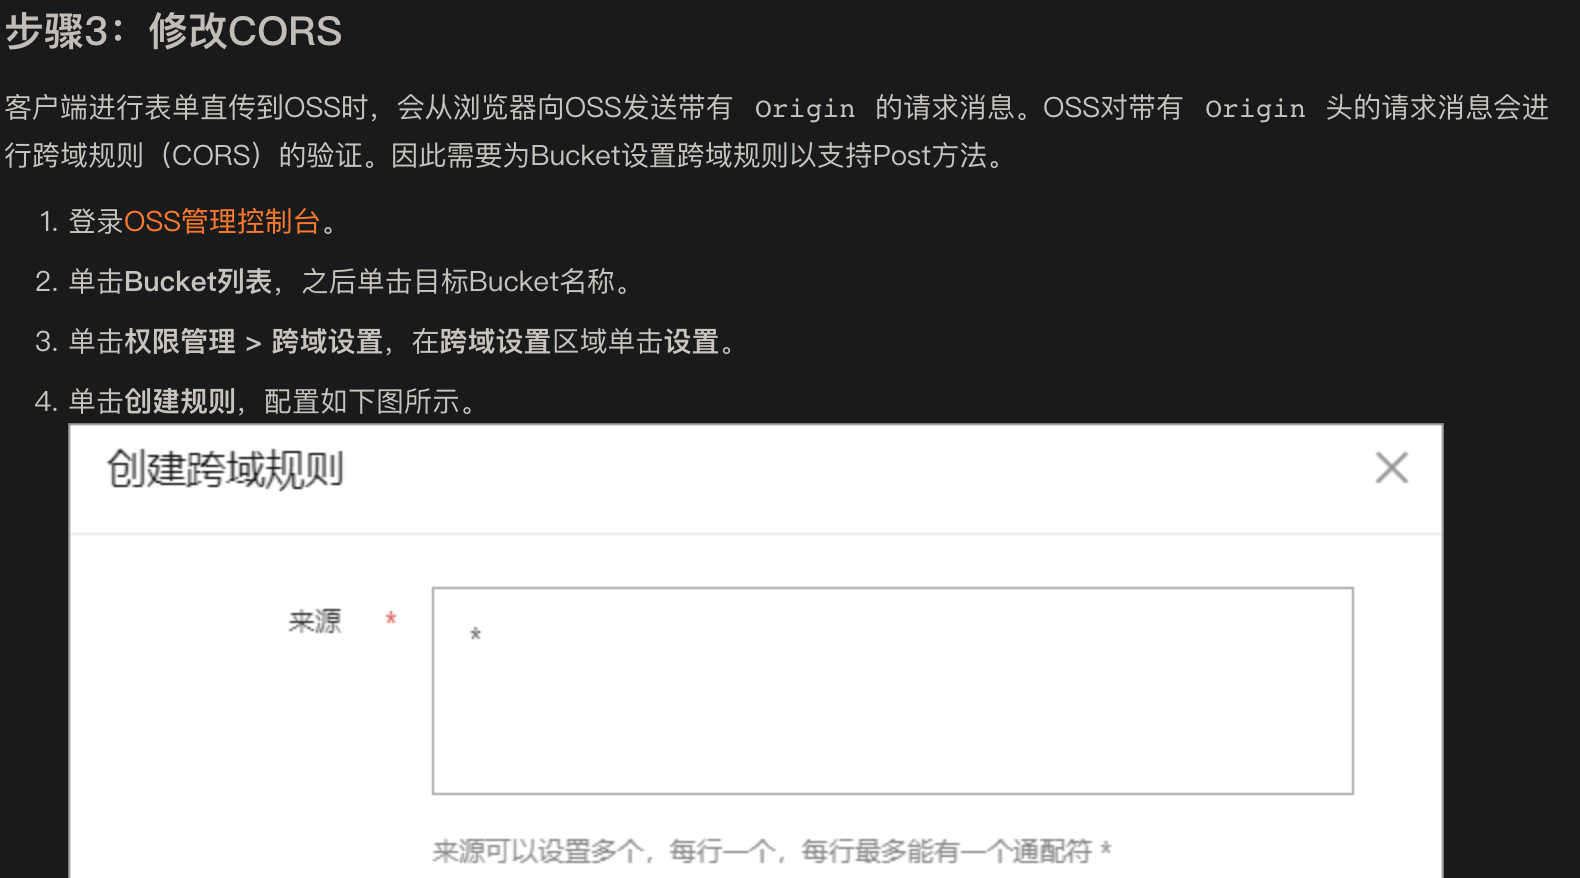 步骤3：修改CORS
客户端进行表单直传到OSS时，会从浏览器向OSS发送带有 Origin 的请求消息。OSS对带有 Origin 头的请求消息会进
行跨域规则（CORS）的验证。因此需要为Bucket设置跨域规则以支持Post方法。
1. 登录OSS管理控制台。
2. 单击Bucket列表，之后单击目标Bucket名称。
3. 单击权限管理 > 跨域设置，在跨域设置区域单击设置。
4. 单击创建规则，配置如下图所示。
创建跨域规则
来源 * *
来源可以设置多个，每行一个，每行最多能有一个通配符 *